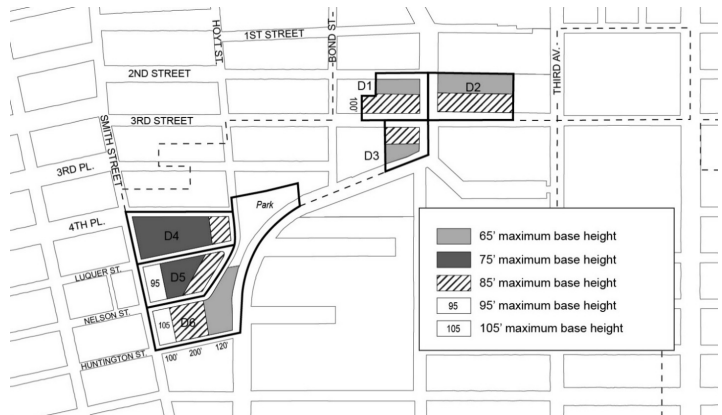 HOYT ST.
BOND ST.
1ST STREET
2ND STREET
D1
D2
THIRD AV.
100'
SMITH STREET
3RD STREET
D3
3RD PL.
Park
4TH PL.
D4
LUQUER ST.
95
D5
NELSON ST.
105
D6
HUNTINGTON ST.
100'
200'
120'
65' maximum base height
75' maximum base height
85' maximum base height
95 95' maximum base height
105 105' maximum base height